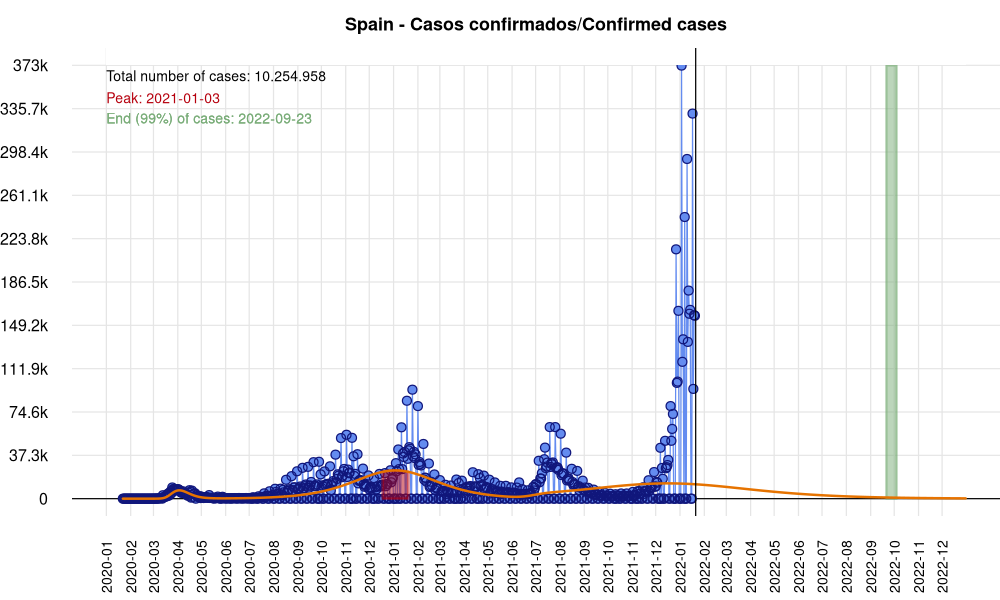 Spain - Casos confirmados/Confirmed cases
Total number of cases: 10.254.958
Peak: 2021-01-03
End (99%) of cases: 2022-09-23
373k
335.7k
298.4k
261.1k
223.8k
186.5k
149.2k
111.9k
74.6k
37.3k
0
2020-01
2020-02
2020-03
2020-04
2020-05
2020-06
2020-07
2020-08
2020-09
2020-10
2020-11
2020-12
2021-01
2021-02
2021-03
2021-04
2021-05
2021-06
2021-07
2021-08
2021-09
2021-10
2021-11
2021-12
2022-01
2022-02
2022-03
2022-04
2022-05
2022-06
2022-07
2022-08
2022-09
2022-10
2022-11
2022-12